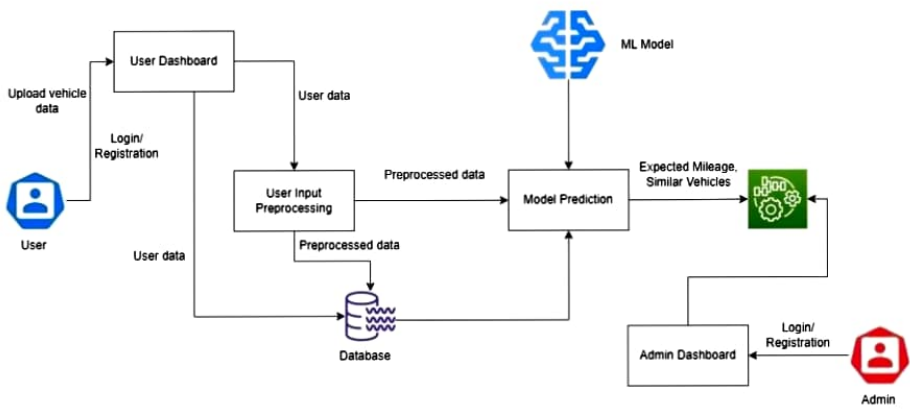 ML Model
User Dashboard
Upload vehicle
data
User data
Login/
Registration
Expected Mileage,
Similar Vehicles
Preprocessed data
User Input
Preprocessing
Model Prediction
User
Preprocessed data
User data
Database
Login/
Registration
Admin Dashboard
Admin